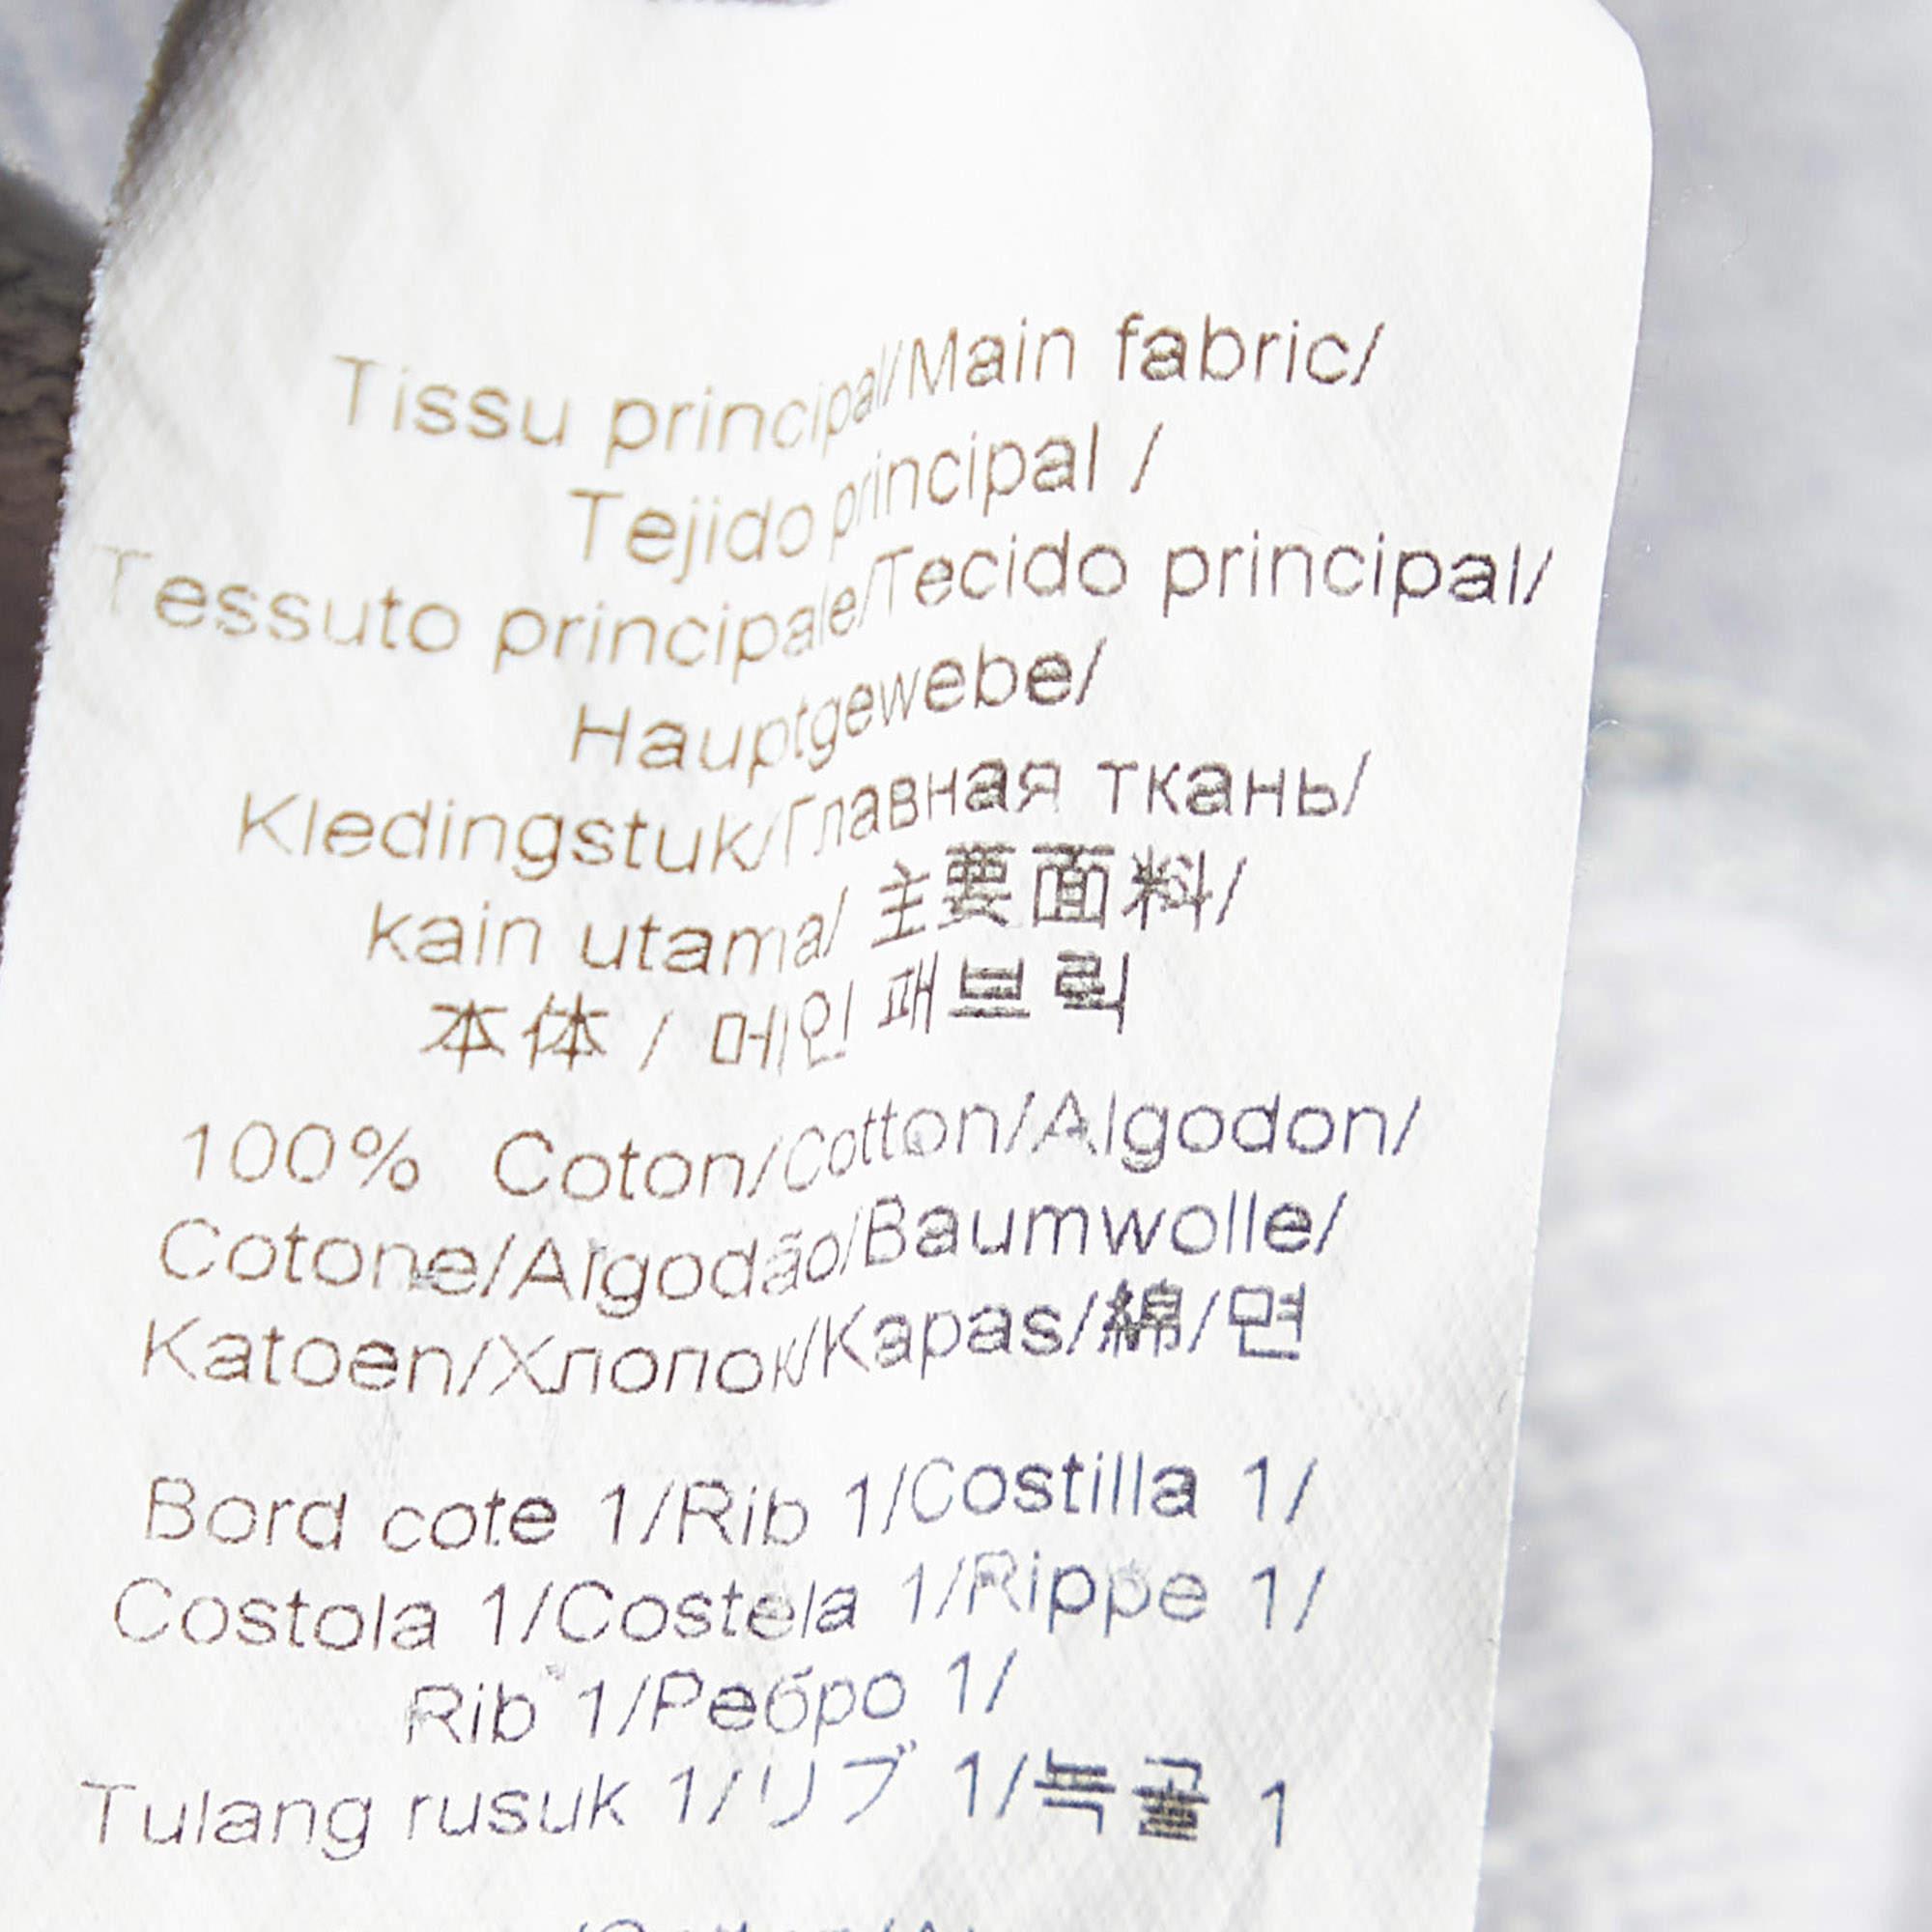 Tissu principal/Main fabric/
Tejido principal /
Tessuto principale/Tecido principal/
Hauptgewebe/
Kledingstuk/Главная ткань/
kain utama/ 主要面料/
本体 / 메인 패브릭
100% Coton/Cotton/Algodon/
Cotone/Algodão/Baumwolle/
Katoen/Хлопок/Kapas/綿/면
Bord cote 1/Rib 1/Costilla 1/
Costola 1/Costela 1/Rippe 1/
Rib 1/Ребро 1/
Tulang rusuk 1/リブ 1/늑골 1